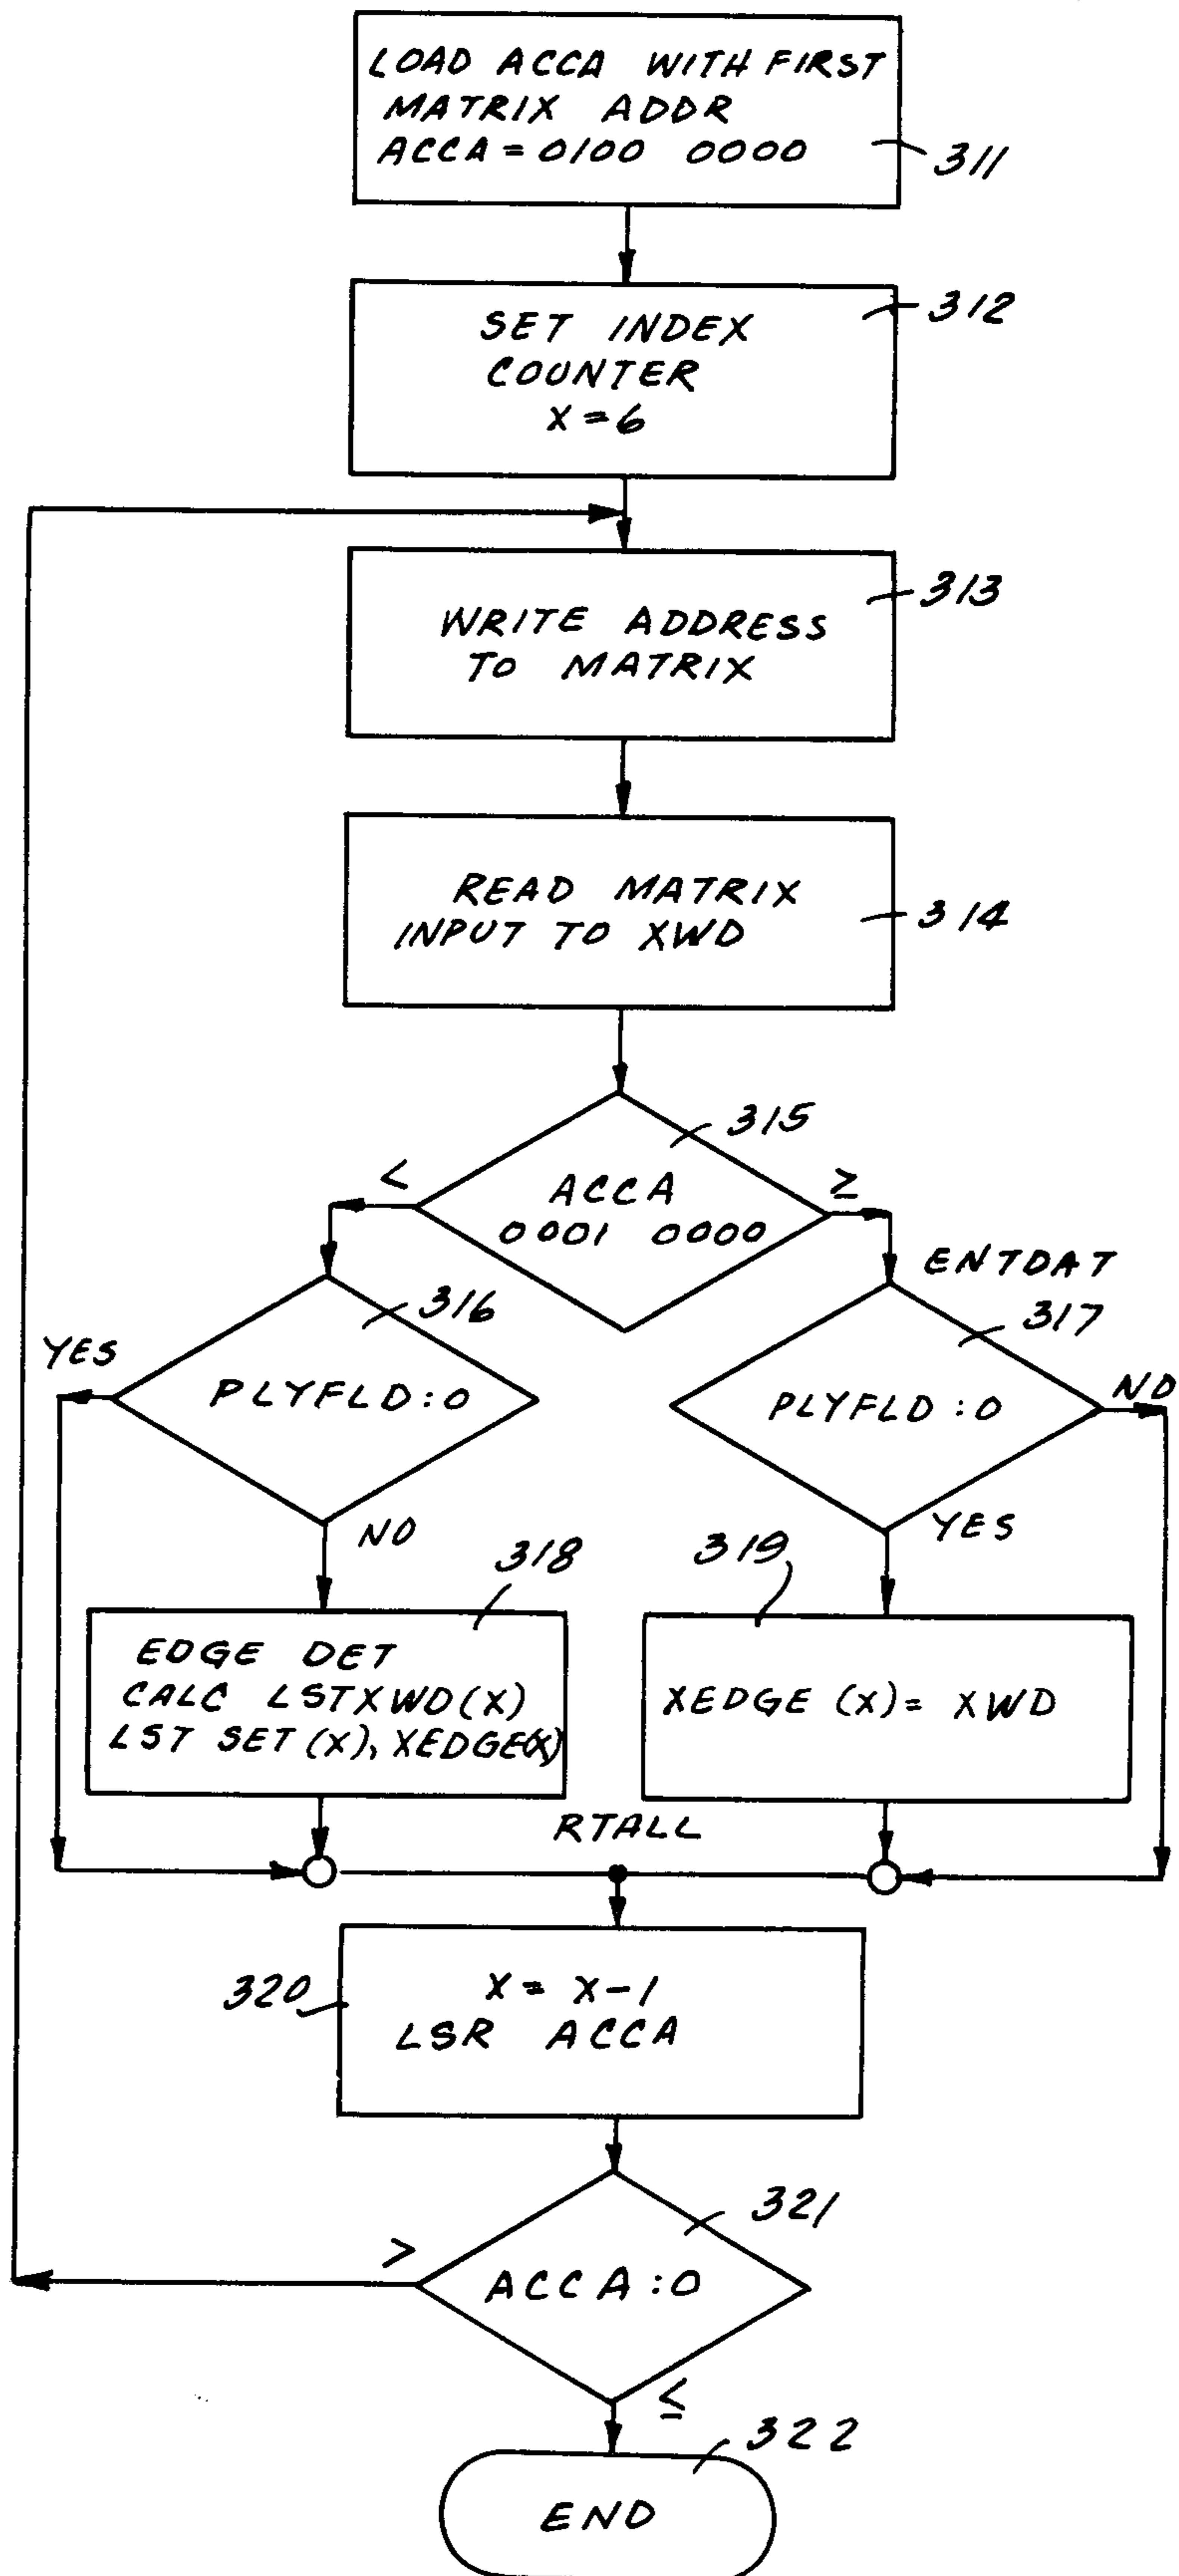 LOAD ACCA WITH FIRST
MATRIX ADDR
ACCA = 0100 0000
311
SET INDEX
COUNTER
X = 6
312
WRITE ADDRESS
TO MATRIX
313
READ MATRIX
INPUT TO XWD
314
315
<
ACCA
0001 0000
≥
ENTDAT
316
317
YES
PLYFLD : 0
PLYFLD : 0
NO
NO
YES
318
319
EDGE DET
CALC LSTXWD(X)
LST SET(X), XEDGE(X)
XEDGE (X) = XWD
RTALL
320
X = X-1
LSR ACCA
321
>
ACCA : 0
≤
322
END